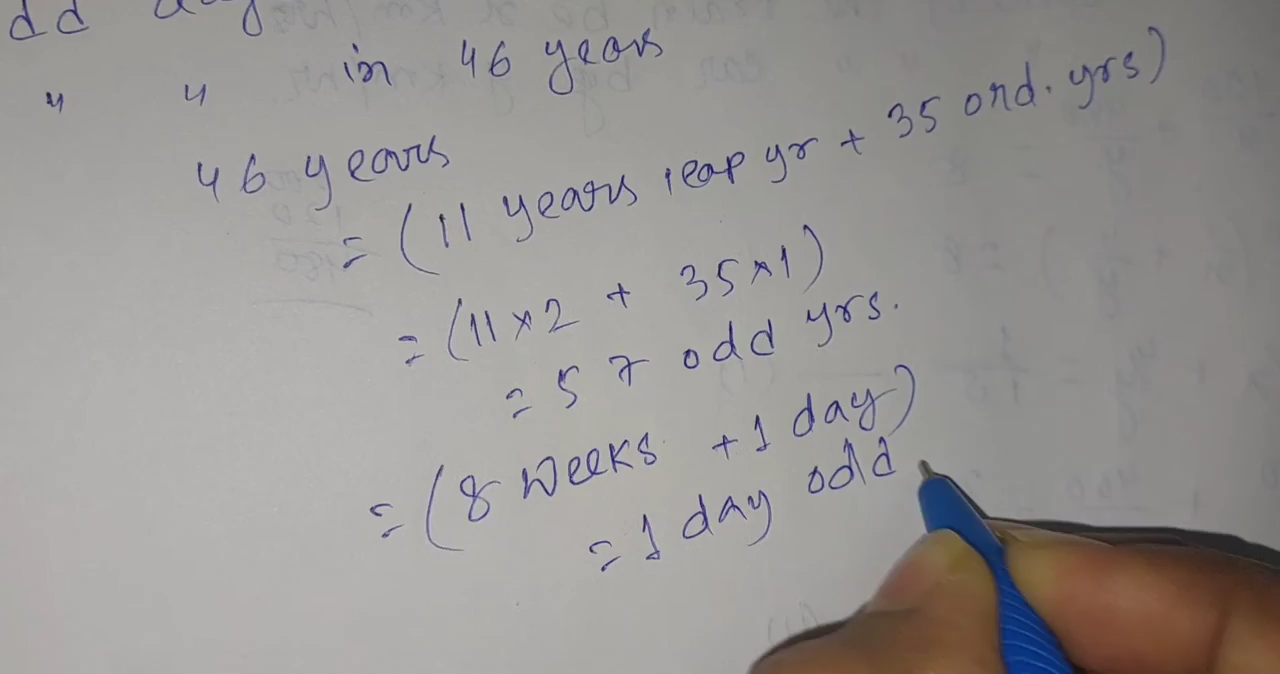 dd
" " in 46 years
46 years
= (11 years leap yr + 35 ord. yrs)
= (11 × 2 + 35 × 1)
= 57 odd yrs.
= (8 weeks + 1 day)
= 1 day odd